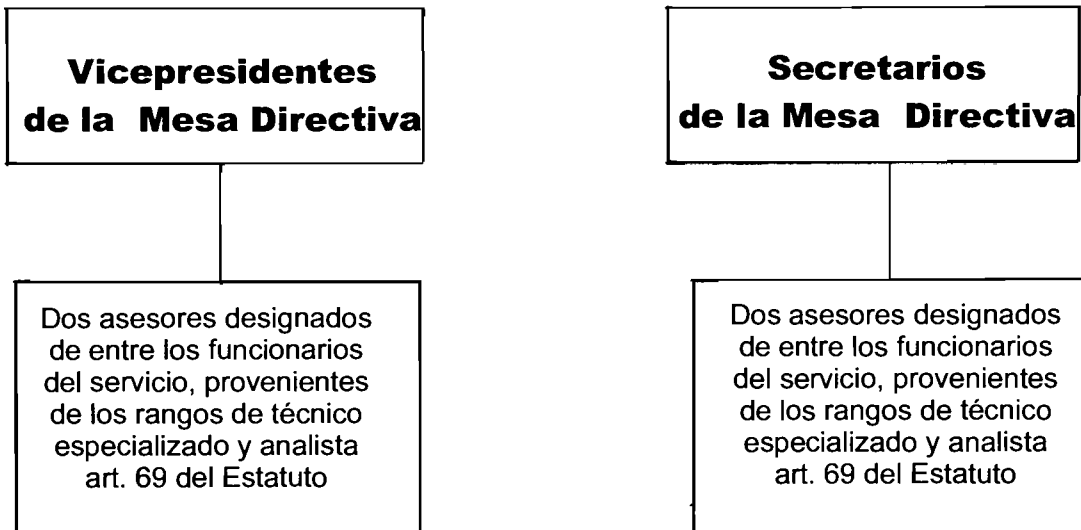 Vicepresidentes
de la Mesa Directiva
Dos asesores designados
de entre los funcionarios
del servicio, provenientes
de los rangos de técnico
especializado y analista
art. 69 del Estatuto
Secretarios
de la Mesa Directiva
Dos asesores designados
de entre los funcionarios
del servicio, provenientes
de los rangos de técnico
especializado y analista
art. 69 del Estatuto